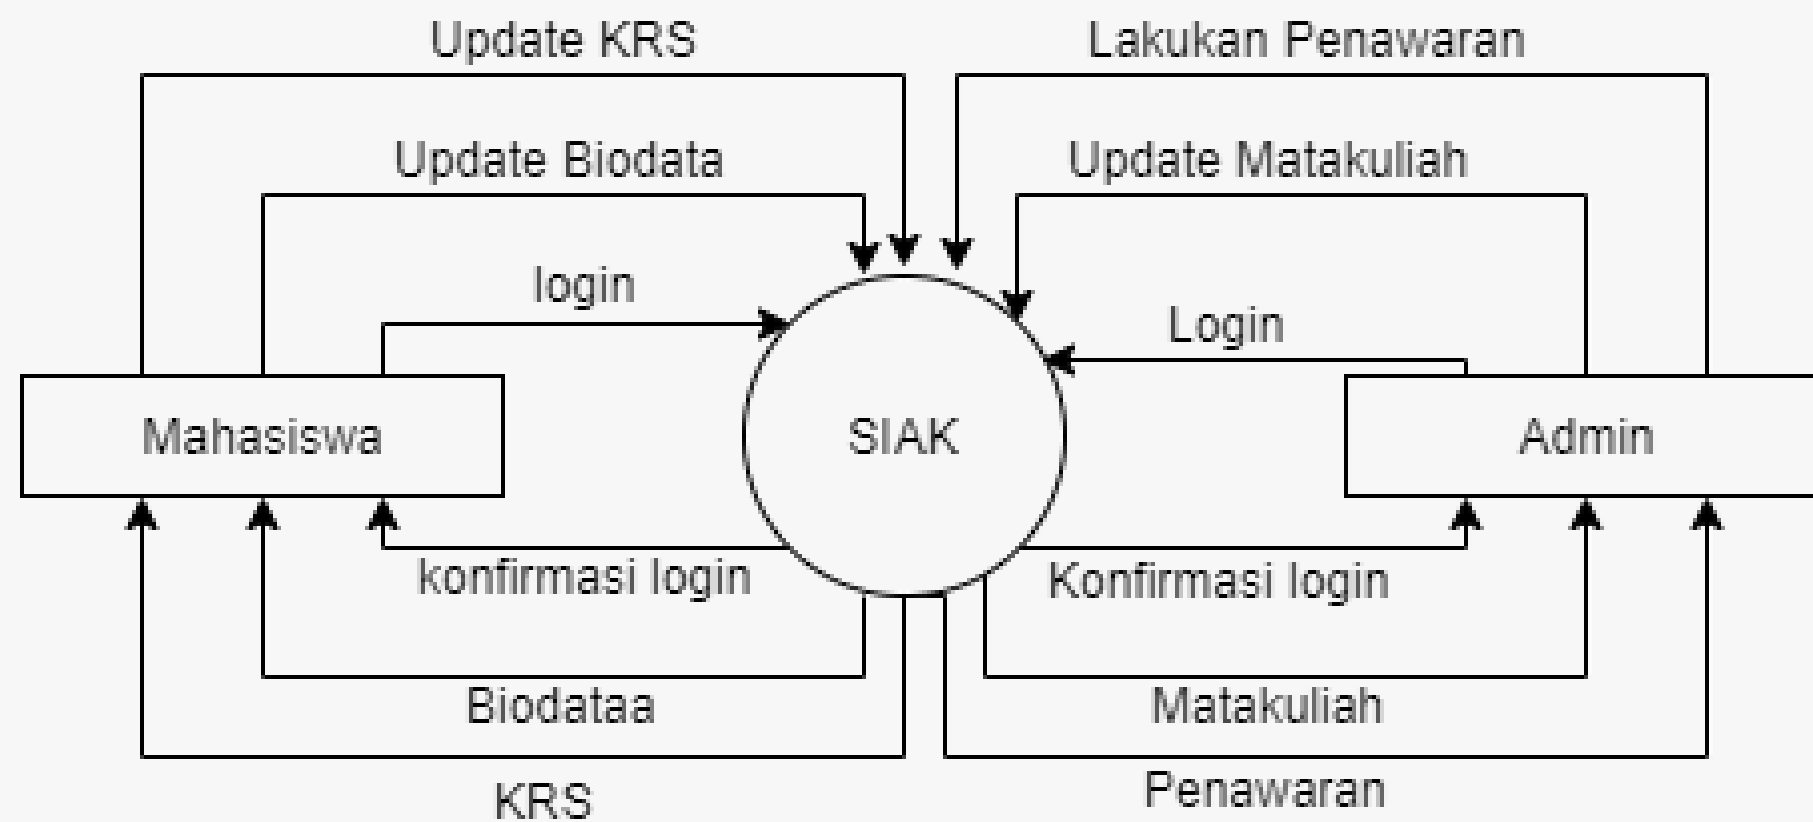 Update KRS
Lakukan Penawaran
Update Biodata
Update Matakuliah
login
Login
Mahasiswa
SIAK
Admin
konfirmasi login
Konfirmasi login
Biodataa
Matakuliah
KRS
Penawaran